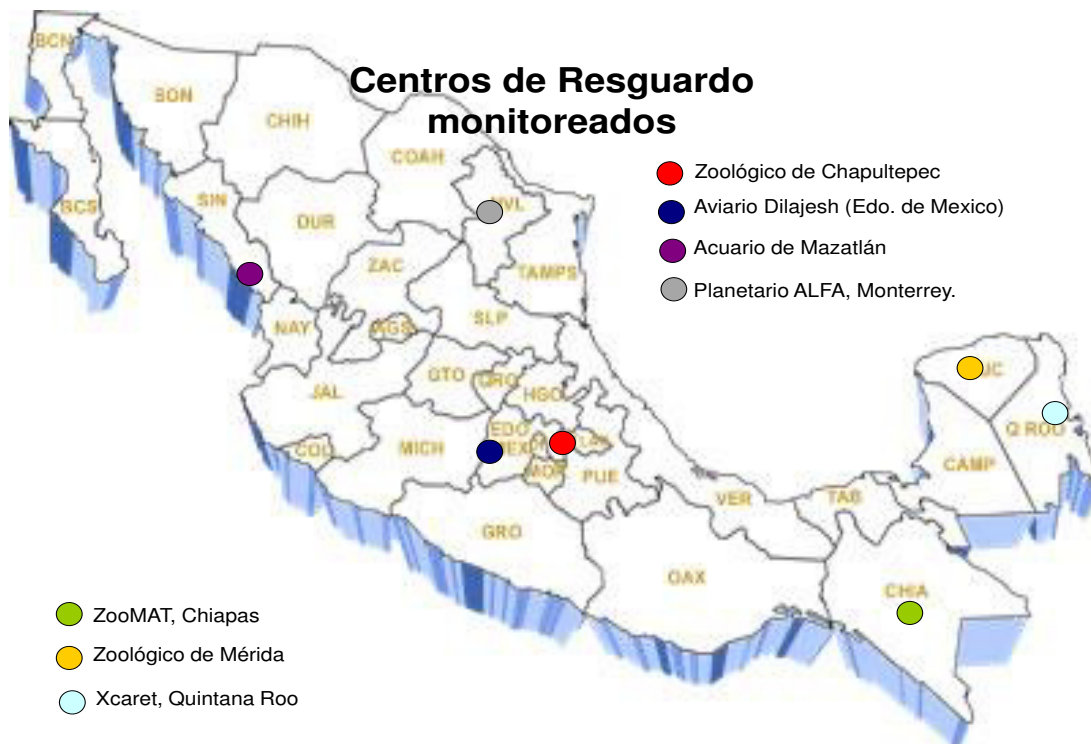 Centros de Resguardo
monitoreados
BCN
SON
CHIH
COAH
Zoológico de Chapultepec
BCS
SIN
DUR
NVL
Aviario Dilajesh (Edo. de Mexico)
Acuario de Mazatlán
ZAC
TAMPS
Planetario ALFA, Monterrey.
NAY
AGS
SLP
JAL
GTO
QRO
HGO
Q ROO
COL
MICH
EDO
MOR
PUE
CAMP
VER
TAB
GRO
OAX
CHIA
ZooMAT, Chiapas
Zoológico de Mérida
Xcaret, Quintana Roo